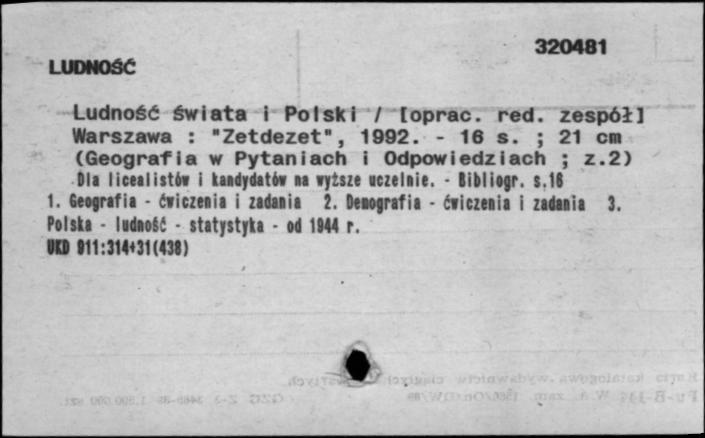 320481
LUDNOŚĆ
Ludność świata i Polski / [oprac. red. zespół]
Warszawa : "Zetdezet", 1992. - 16 s. ; 21 cm
(Geografia w Pytaniach i Odpowiedziach ; z.2)
Dla licealistów i kandydatów na wyższe uczelnie. - Bibliogr. s.16
1. Geografia - ćwiczenia i zadania 2. Demografia - ćwiczenia i zadania 3.
Polska - ludność - statystyka - od 1944 r.
UKD 911:314+31(438)